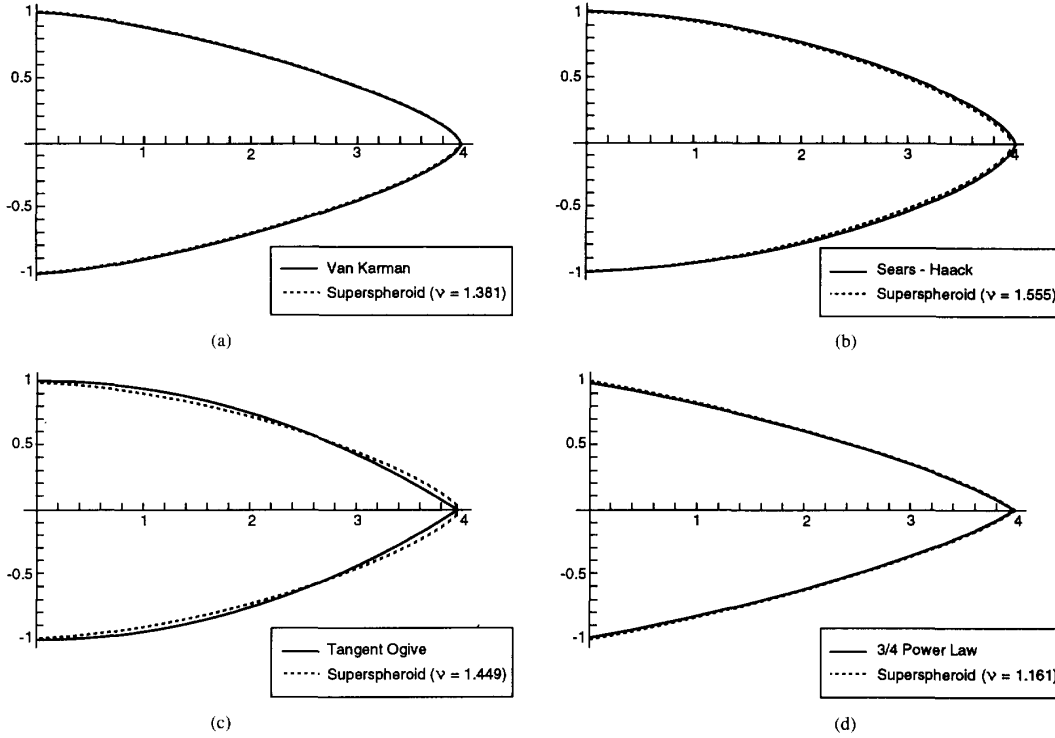 1
0.5
-0.5
-1
1
2
3
4
Van Karman
Superspheroid (ν = 1.381)
(a)
1
0.5
-0.5
-1
1
2
3
4
Sears - Haack
Superspheroid (ν = 1.555)
(b)
1
0.5
-0.5
-1
1
2
3
4
Tangent Ogive
Superspheroid (ν = 1.449)
(c)
1
0.5
-0.5
-1
1
2
3
4
3/4 Power Law
Superspheroid (ν = 1.161)
(d)